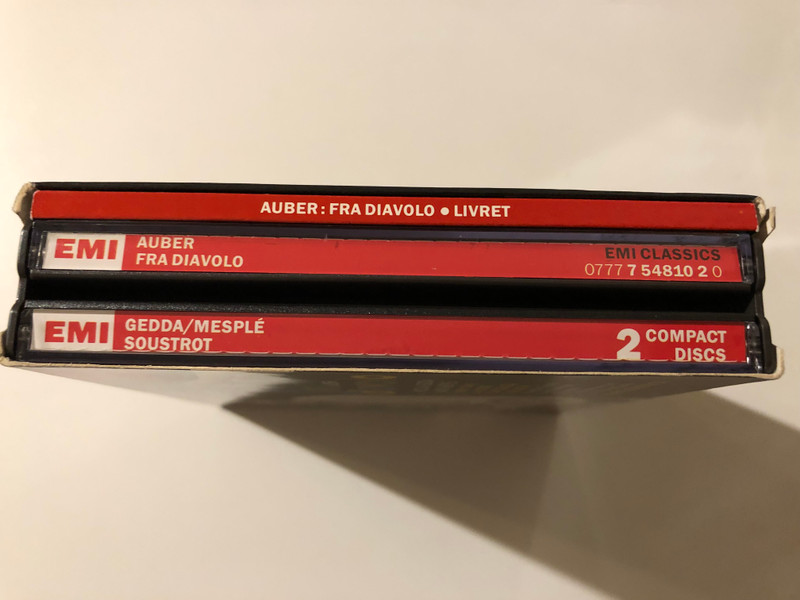 AUBER: FRA DIAVOLO ● LIVRET
EMI
AUBER
FRA DIAVOLO
EMI CLASSICS
0777 7 54810 2 0
EMI
GEDDA/MESPLÉ
SOUSTROT
2 COMPACT
DISCS